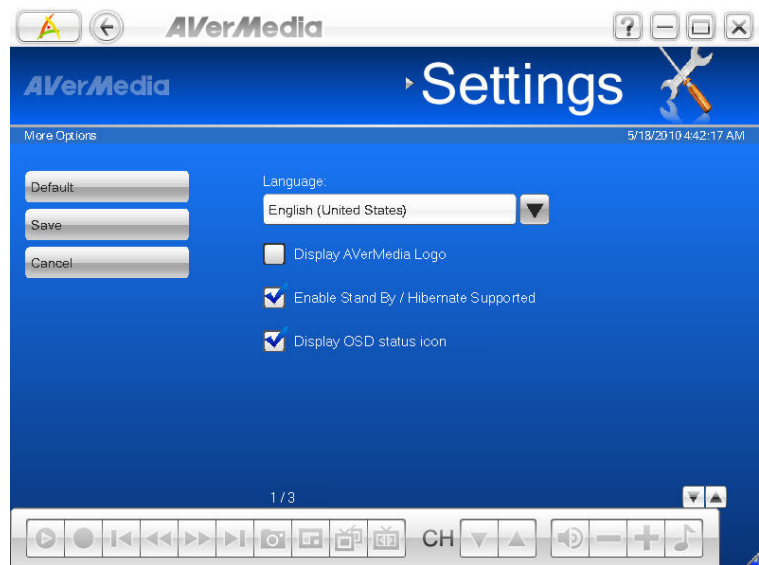 AVerMedia
?
AVerMedia
Settings
More Options
5/18/2010 4:42:17 AM
Default
Save
Cancel
Language:
English (United States)
Display AVerMedia Logo
Enable Stand By / Hibernate Supported
Display OSD status icon
1 / 3
CH